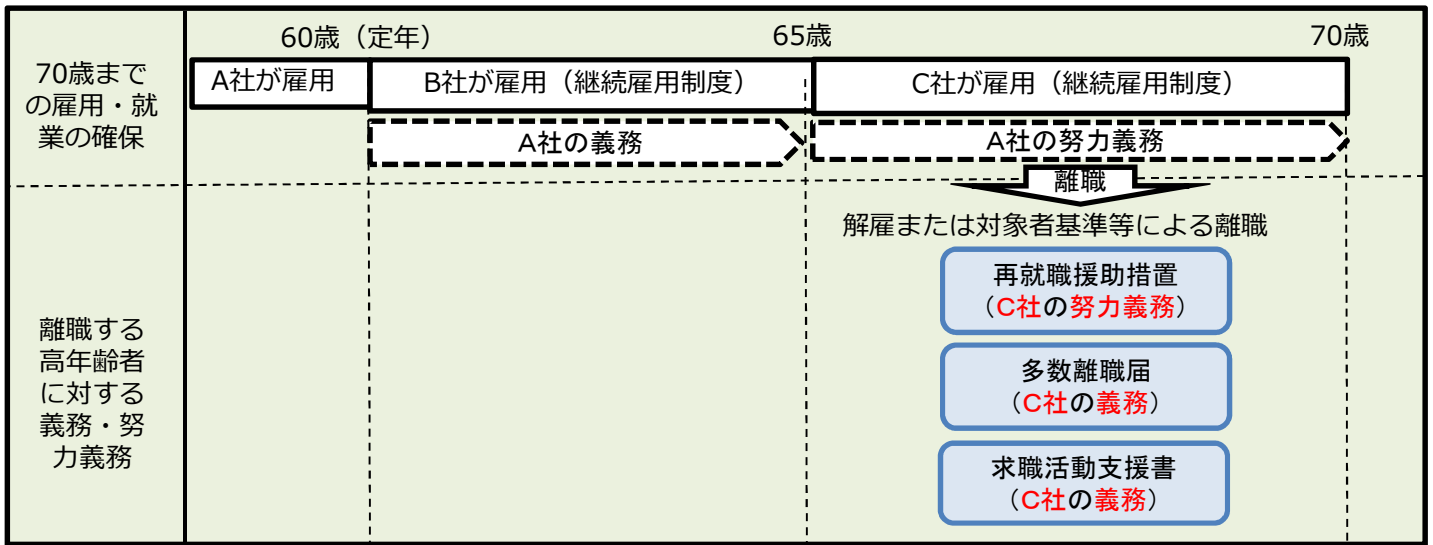 60歳（定年）
65歳
70歳
70歳まで
の雇用・就
業の確保
A社が雇用
B社が雇用（継続雇用制度）
C社が雇用（継続雇用制度）
A社の義務
A社の努力義務
離職
解雇または対象者基準等による離職
離職する
高年齢者
に対する
義務・努
力義務
再就職援助措置
（C社の努力義務）
多数離職届
（C社の義務）
求職活動支援書
（C社の義務）